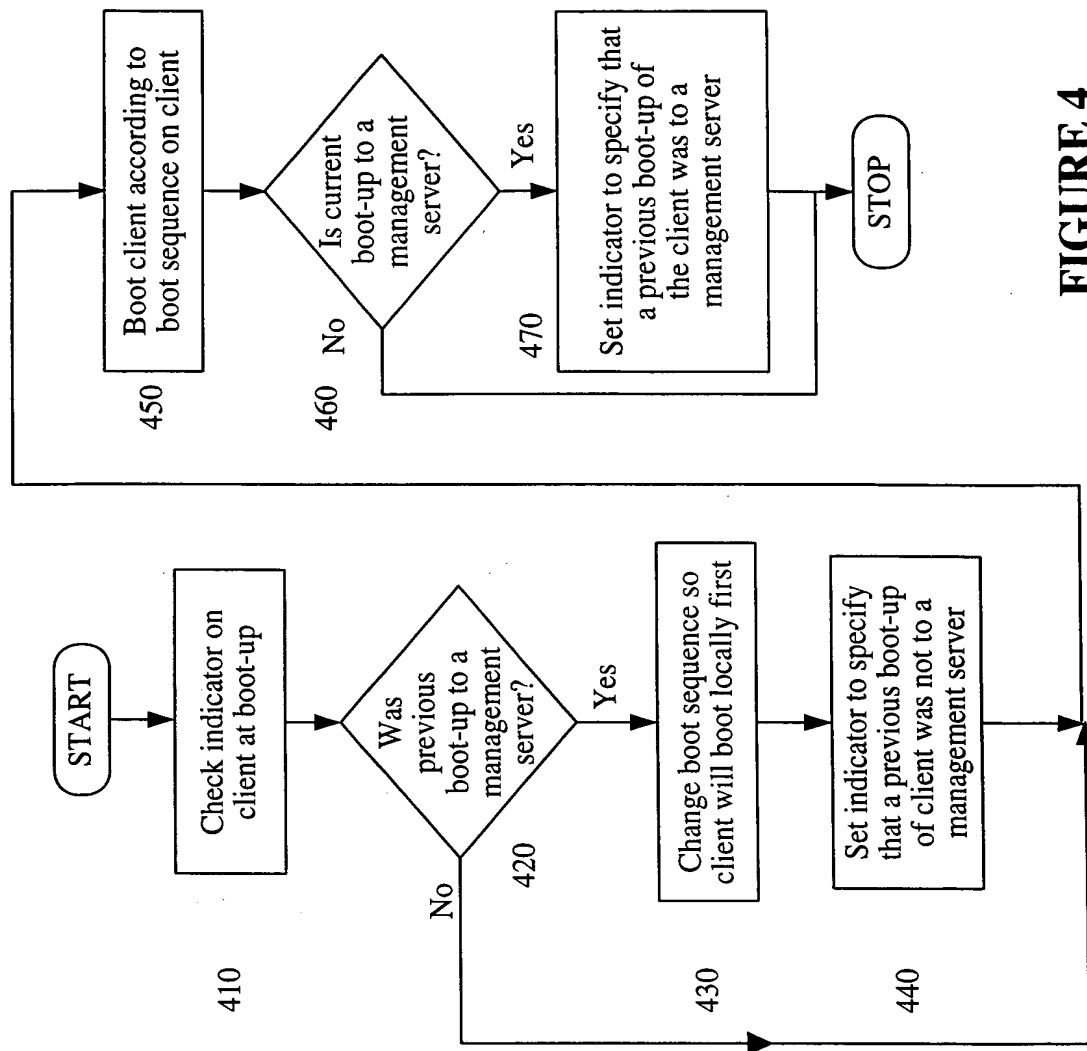 START
Check indicator on
client at boot-up
410
Was
previous
boot-up to a
management
server?
420
No
Yes
Change boot sequence so
client will boot locally first
430
Set indicator to specify
that a previous boot-up
of client was not to a
management server
440
Boot client according to
boot sequence on client
450
Is current
boot-up to a
management
server?
No
460
Yes
470
Set indicator to specify that
a previous boot-up of
the client was to a
management server
STOP
FIGURE 4